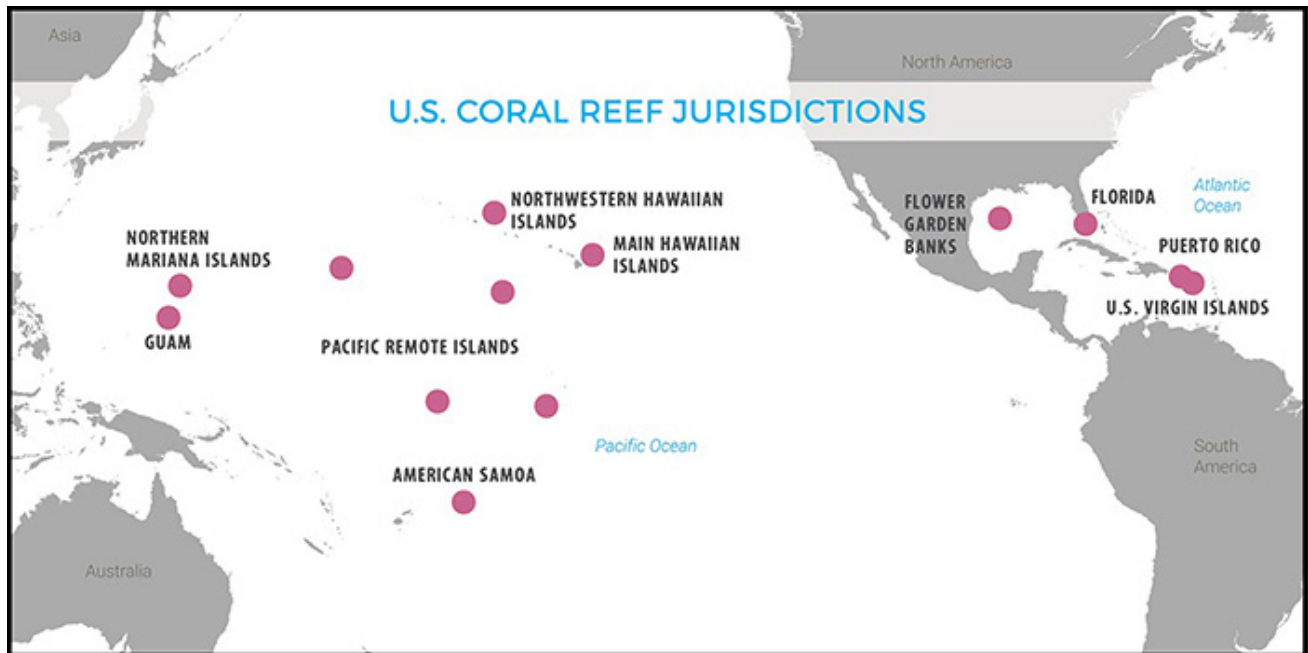 Asia
North America
U.S. CORAL REEF JURISDICTIONS
Atlantic
Ocean
NORTHWESTERN HAWAIIAN
ISLANDS
FLOWER
GARDEN
BANKS
FLORIDA
NORTHERN
MARIANA ISLANDS
MAIN HAWAIIAN
ISLANDS
PUERTO RICO
U.S. VIRGIN ISLANDS
GUAM
PACIFIC REMOTE ISLANDS
Pacific Ocean
South
America
AMERICAN SAMOA
Australia